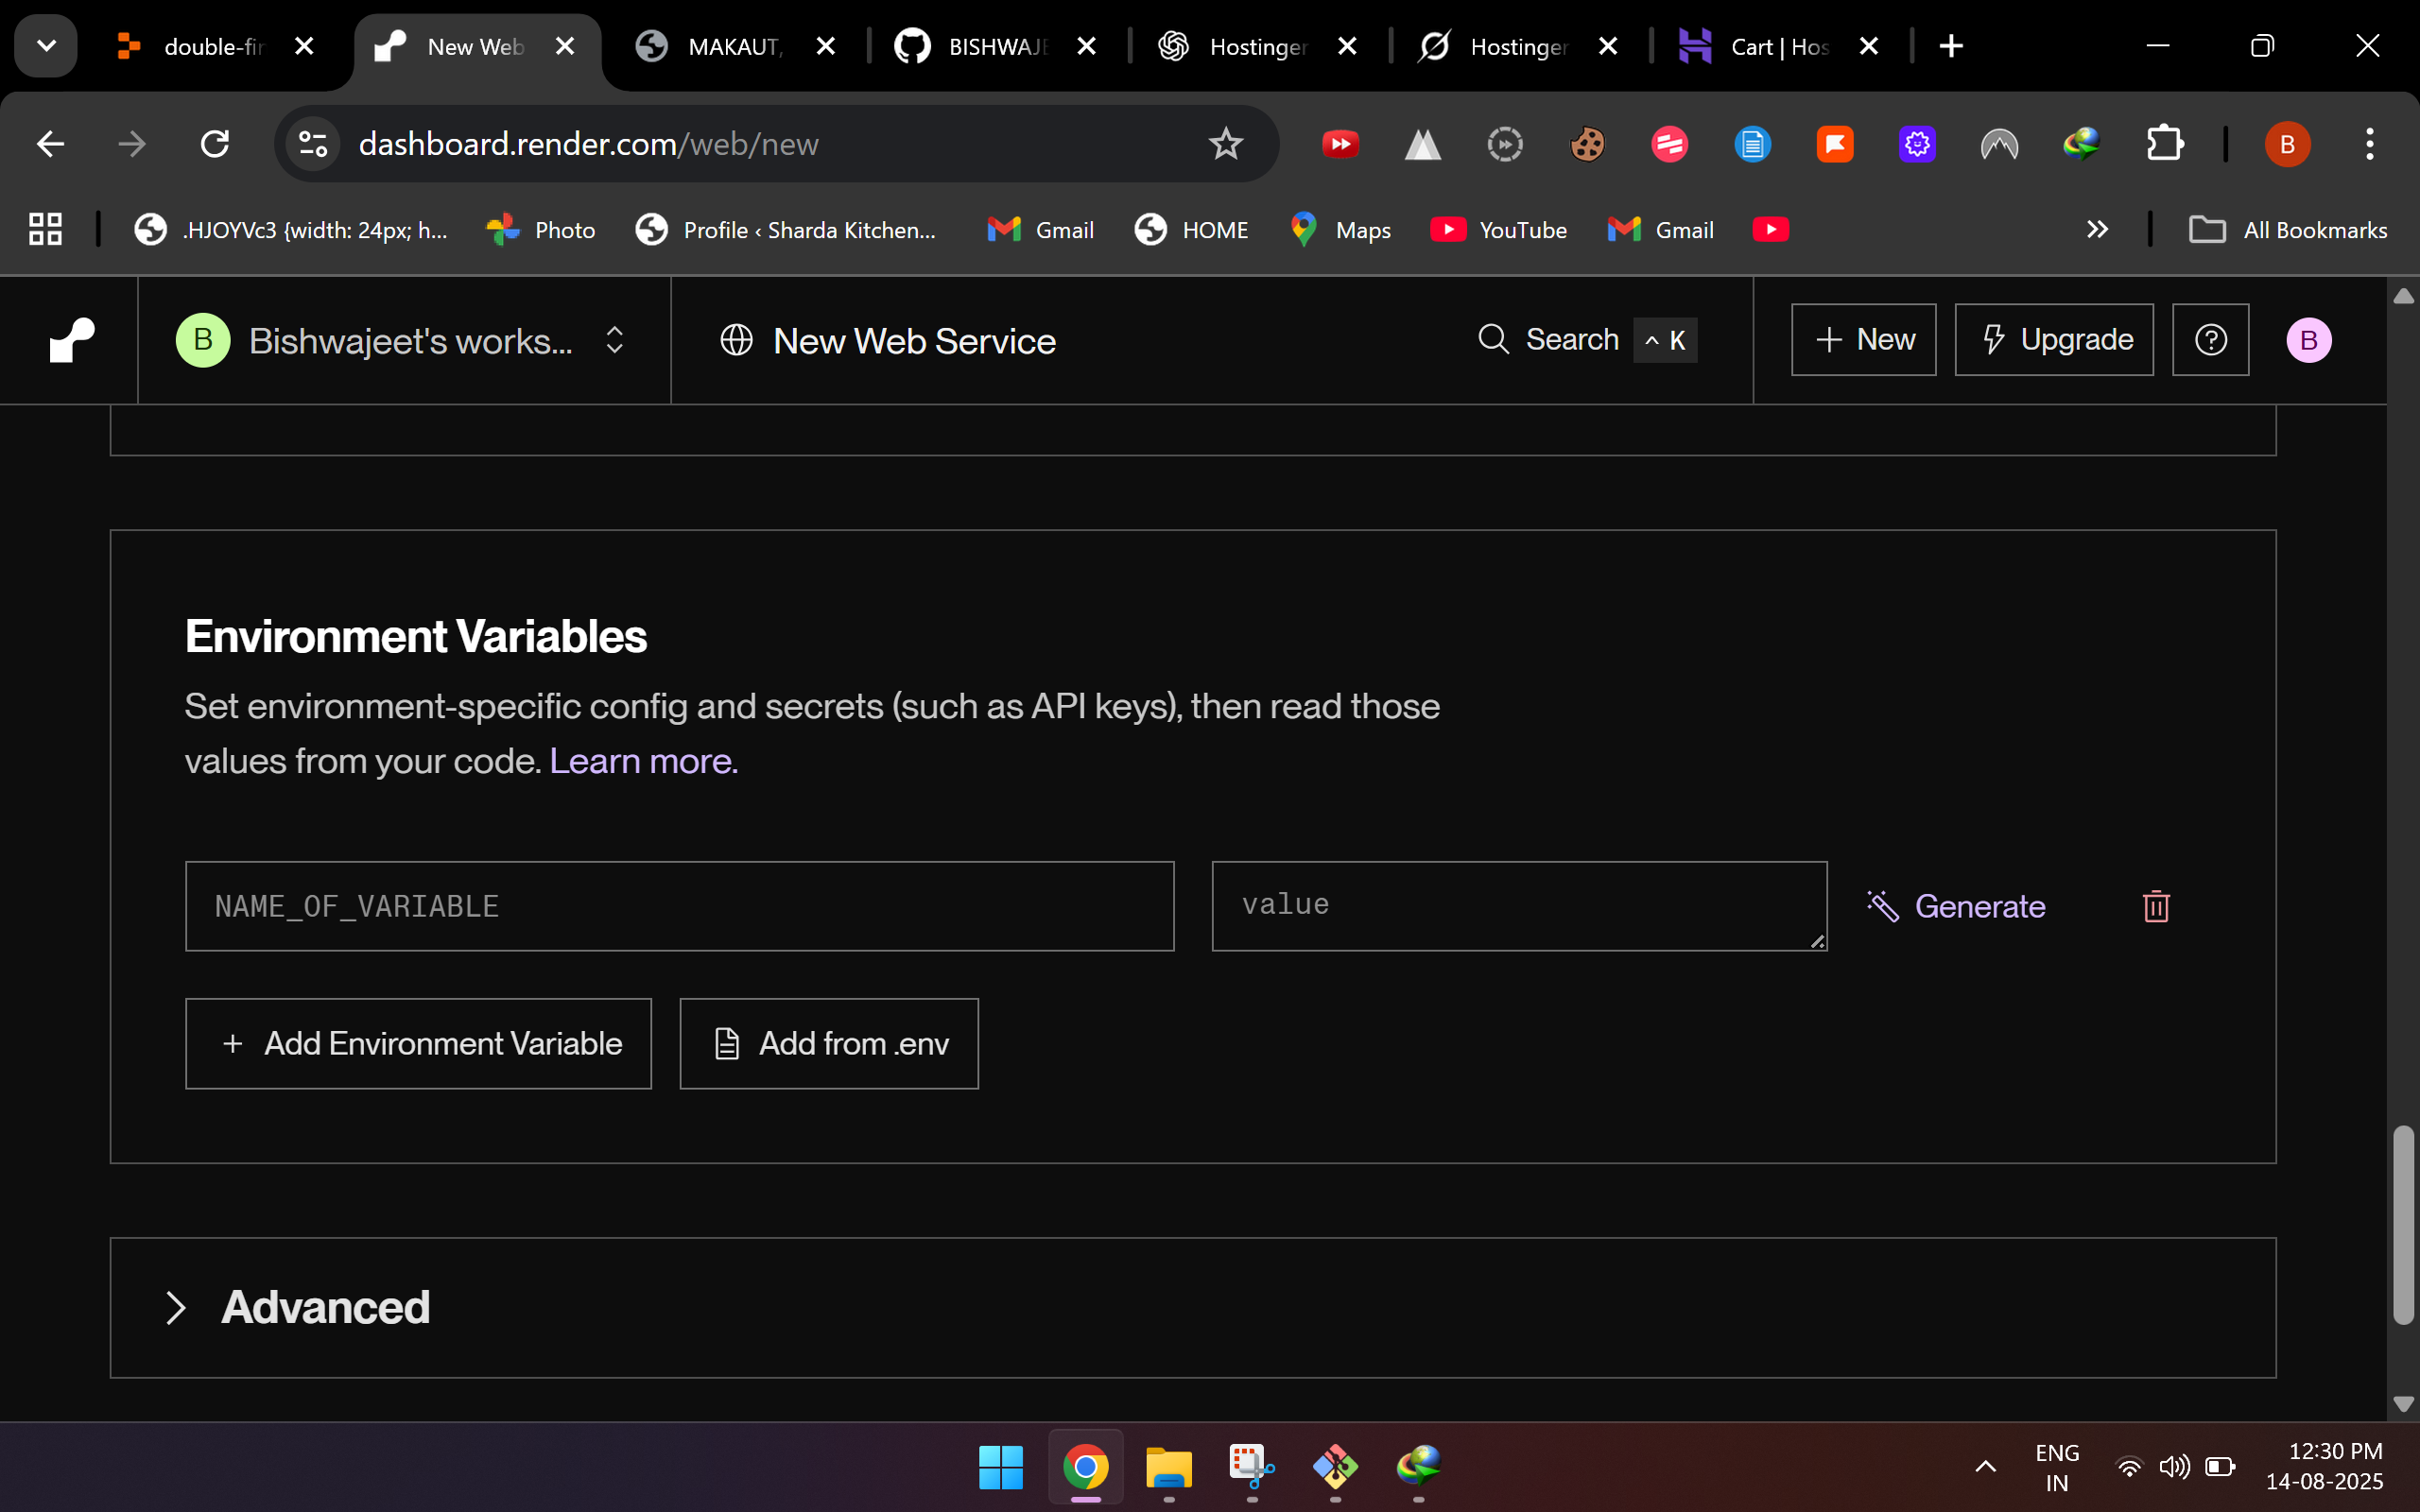 double-fir
New Web
MAKAUT,
BISHWAJE
Hostinger
Hostinger
Cart | Hos
dashboard.render.com/web/new
B
.HJOYVc3 {width: 24px; h...
Photo
Profile ‹ Sharda Kitchen...
Gmail
HOME
Maps
YouTube
Gmail
All Bookmarks
B
Bishwajeet's works...
New Web Service
Search
^ K
+ New
Upgrade
B
Environment Variables
Set environment-specific config and secrets (such as API keys), then read those
values from your code. Learn more.
NAME_OF_VARIABLE
value
Generate
+ Add Environment Variable
Add from .env
Advanced
ENG
IN
12:30 PM
14-08-2025